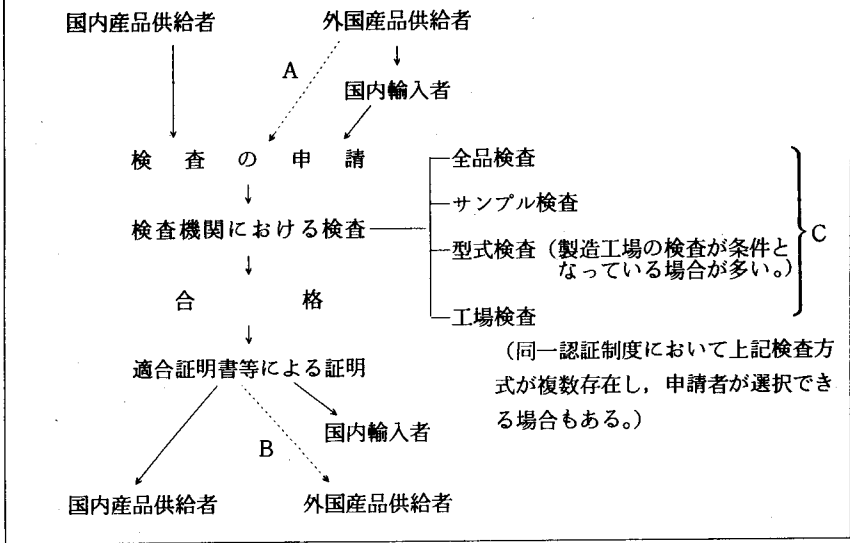 国内産品供給者
外国産品供給者
A
国内輸入者
検査の申請
全品検査
サンプル検査
検査機関における検査
C
型式検査(製造工場の検査が条件と
なっている場合が多い。)
合格
工場検査
(同一認証制度において上記検査方
式が複数存在し,申請者が選択でき
る場合もある。)
適合証明書等による証明
国内輸入者
B
国内産品供給者
外国産品供給者